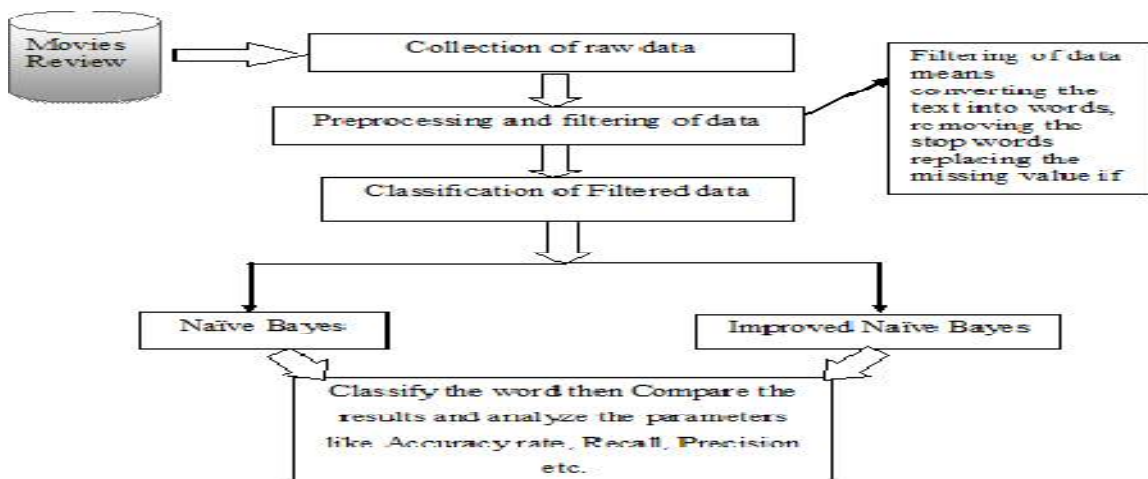 Movies
Review
Collection of raw data
Preprocessing and filtering of data
Filtering of data
means
converting the
text into words,
removing the
stop words
replacing the
missing value if
Classification of Filtered data
Naïve Bayes
Improved Naïve Bayes
Classify the word then Compare the
results and analyze the parameters
like Accuracy rate, Recall, Precision
etc.